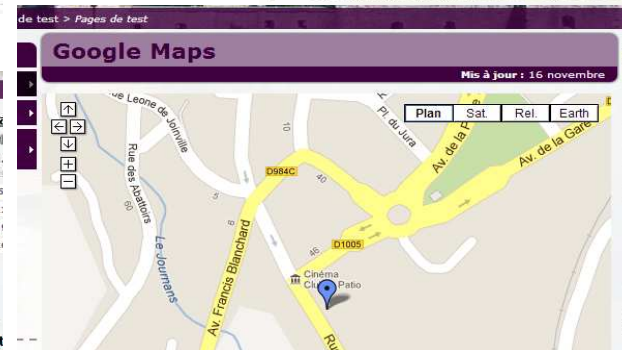 de test > Pages de test
Google Maps
Mis à jour : 16 novembre
Plan
Sat.
Rel.
Earth
Rue Leone de Joinville
Pl. du Jura
Av. de la
Av. de la Gare
10
D984C
40
Rue des Abattoirs
60
5
6
Le Journans
46
D1005
Av. Francis Blanchard
Cinéma
Patio